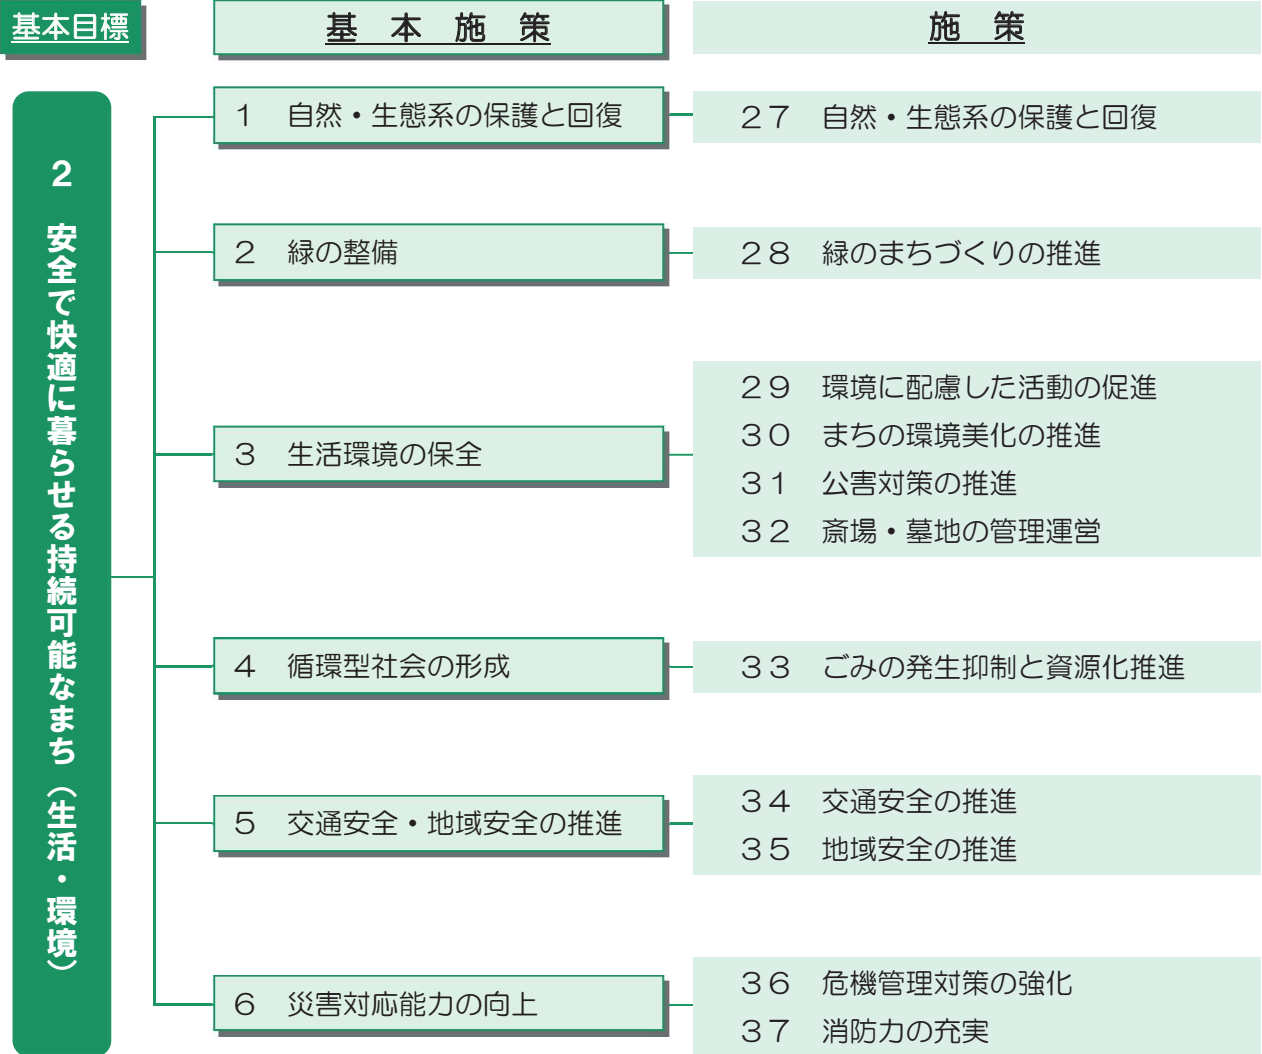 基本目標
基 本 施 策
施 策
２ 安全で快適に暮らせる持続可能なまち（生活・環境）
１ 自然・生態系の保護と回復
２７ 自然・生態系の保護と回復
２ 緑の整備
２８ 緑のまちづくりの推進
３ 生活環境の保全
２９ 環境に配慮した活動の促進
３０ まちの環境美化の推進
３１ 公害対策の推進
３２ 斎場・墓地の管理運営
４ 循環型社会の形成
３３ ごみの発生抑制と資源化推進
５ 交通安全・地域安全の推進
３４ 交通安全の推進
３５ 地域安全の推進
６ 災害対応能力の向上
３６ 危機管理対策の強化
３７ 消防力の充実